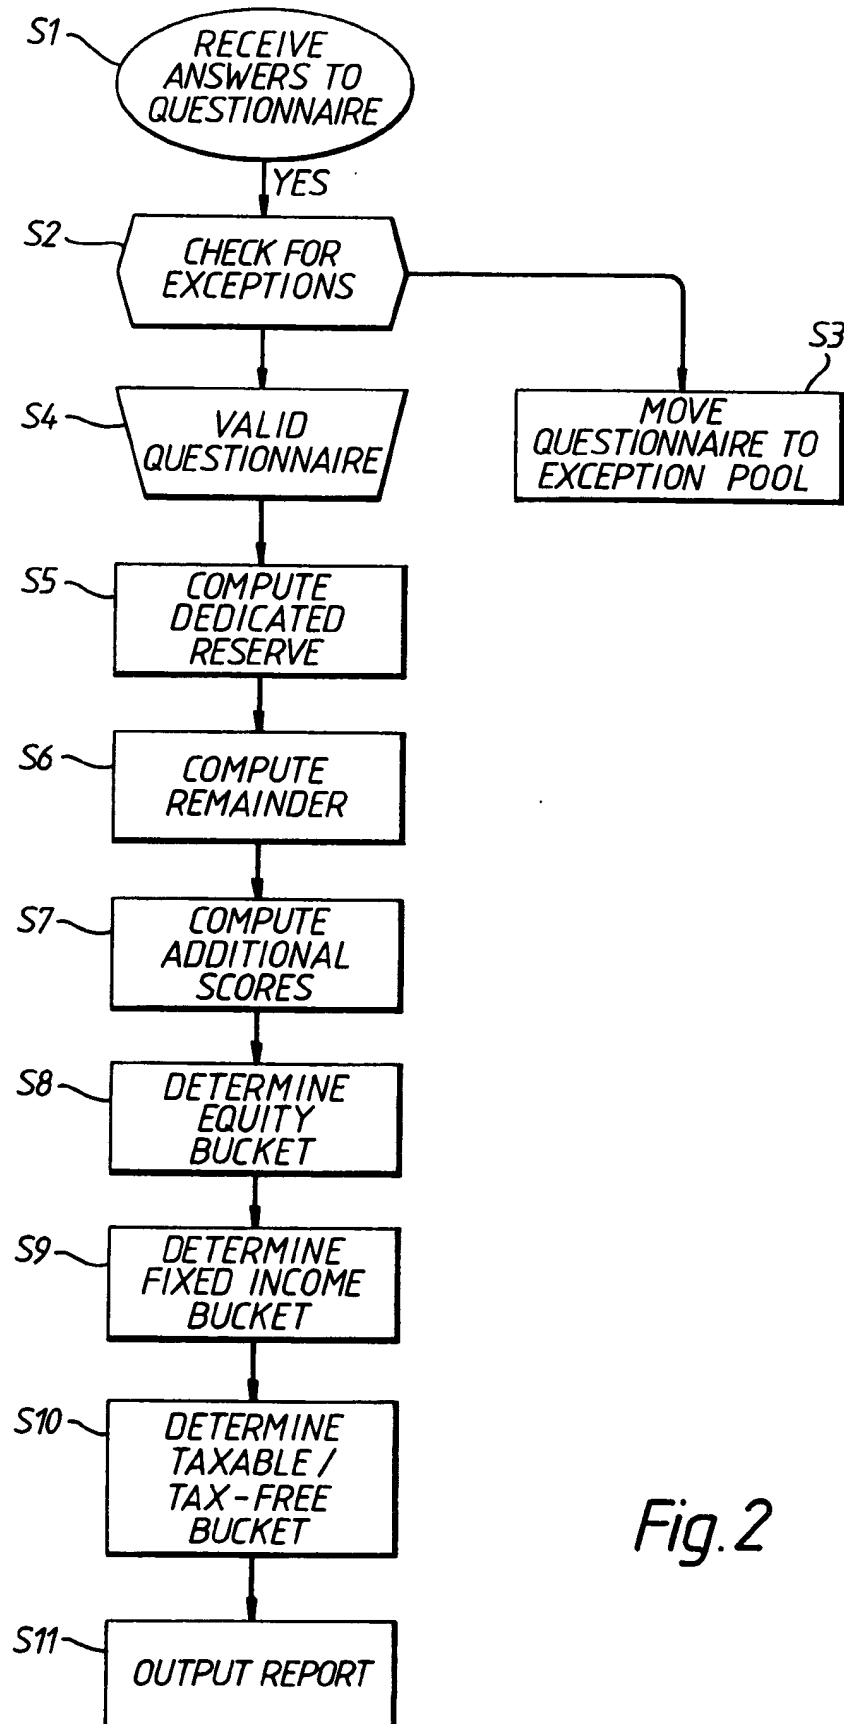 S1
RECEIVE
ANSWERS TO
QUESTIONNAIRE
YES
S2
CHECK FOR
EXCEPTIONS
S3
MOVE
QUESTIONNAIRE TO
EXCEPTION POOL
S4
VALID
QUESTIONNAIRE
S5
COMPUTE
DEDICATED
RESERVE
S6
COMPUTE
REMAINDER
S7
COMPUTE
ADDITIONAL
SCORES
S8
DETERMINE
EQUITY
BUCKET
S9
DETERMINE
FIXED INCOME
BUCKET
S10
DETERMINE
TAXABLE /
TAX-FREE
BUCKET
S11
OUTPUT REPORT
Fig.2